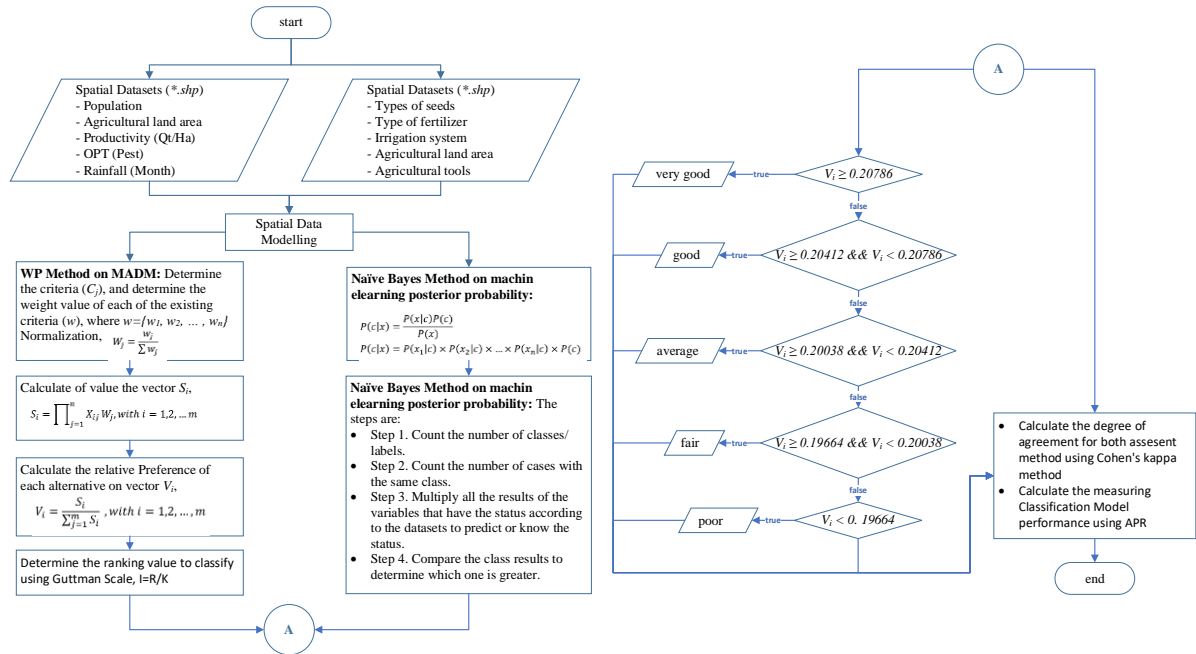 start
Spatial Datasets (*.shp)
- Population
- Agricultural land area
- Productivity (Qt/Ha)
- OPT (Pest)
- Rainfall (Month)
Spatial Datasets (*.shp)
- Types of seeds
- Type of fertilizer
- Irrigation system
- Agricultural land area
- Agricultural tools
Spatial Data
Modelling
WP Method on MADM: Determine
the criteria (Cj), and determine the
weight value of each of the existing
criteria (w), where w={w1, w2, ... , wn}
Normalization, Wj = wj / ∑ wj
Calculate of value the vector Si,
Si = ∏ᵐj=1 Xij Wj, with i = 1,2, ... m
Calculate the relative Preference of
each alternative on vector Vi,
Vi = Si / ∑ᵐj=1 Si , with i = 1,2, ... , m
Determine the ranking value to classify
using Guttman Scale, I=R/K
Naïve Bayes Method on machin
elearning posterior probability:
P(c|x) = P(x|c)P(c) / P(x)
P(c|x) = P(x1|c) × P(x2|c) × ... × P(xn|c) × P(c)
Naïve Bayes Method on machin
elearning posterior probability: The
steps are:
• Step 1. Count the number of classes/
labels.
• Step 2. Count the number of cases with
the same class.
• Step 3. Multiply all the results of the
variables that have the status according
to the datasets to predict or know the
status.
• Step 4. Compare the class results to
determine which one is greater.
A
A
very good
true
Vi ≥ 0.20786
false
good
true
Vi ≥ 0.20412 && Vi < 0.20786
false
average
true
Vi ≥ 0.20038 && Vi < 0.20412
false
fair
true
Vi ≥ 0.19664 && Vi < 0.20038
false
poor
true
Vi < 0. 19664
• Calculate the degree of
agreement for both assesent
method using Cohen's kappa
method
• Calculate the measuring
Classification Model
performance using APR
end